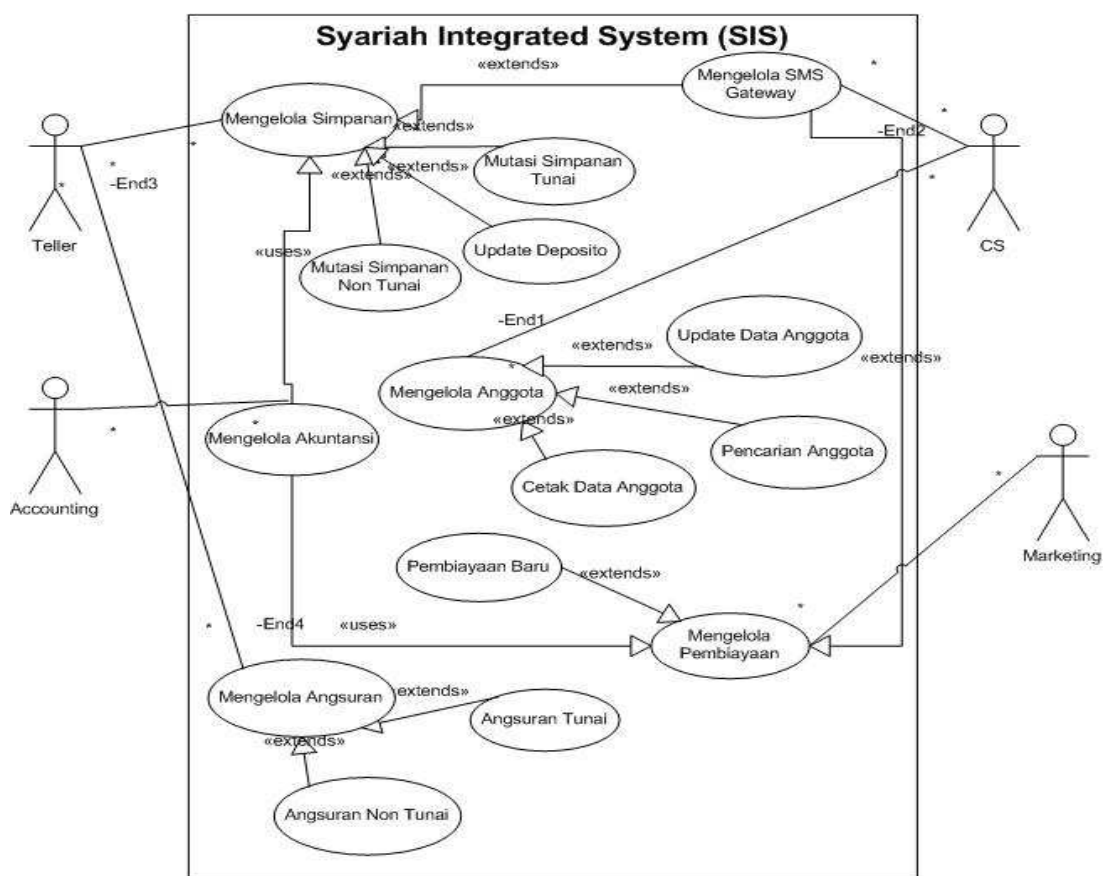 Syariah Integrated System (SIS)
«extends»
Mengelola SMS
Gateway
*
*
Mengelola Simpanan
«extends»
-End2
Teller
*
*
-End3
*
«extends»
«extends»
Mutasi Simpanan
Tunai
*
CS
«uses»
Update Deposito
Mutasi Simpanan
Non Tunai
-End1
Update Data Anggota
«extends»
«extends»
*
Mengelola Anggota
«extends»
«extends»
Accounting
*
*
Mengelola Akuntansi
Pencarian Anggota
Cetak Data Anggota
*
Marketing
Pembiayaan Baru
«extends»
*
*
-End4
«uses»
Mengelola
Pembiayaan
Mengelola Angsuran
«extends»
Angsuran Tunai
«extends»
Angsuran Non Tunai